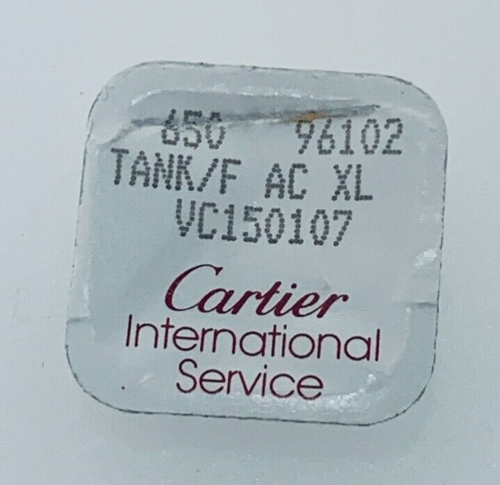 650 96102
TANK/F AC XL
VC150107
Cartier
International
Service